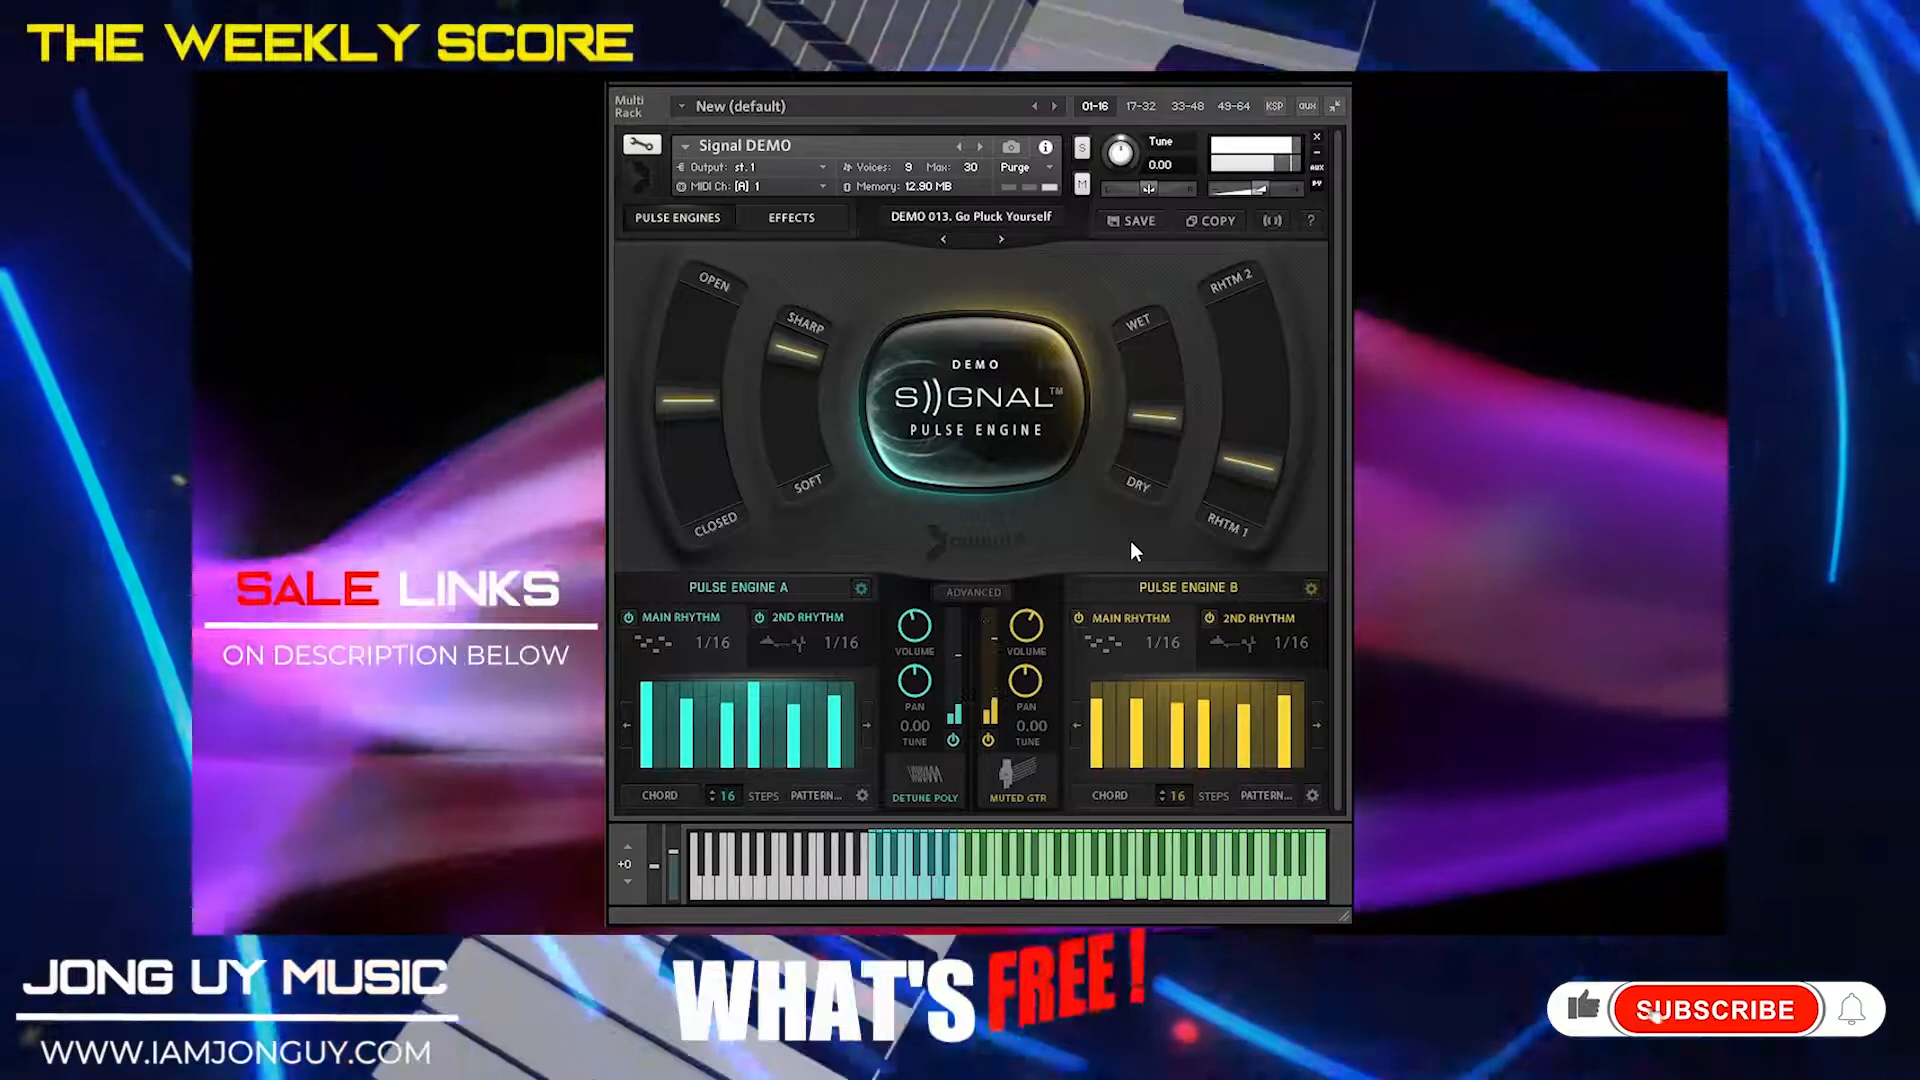 THE WEEKLY SCORE
Multi Rack
New (default)
01-16 17-32 33-48 49-64 KSP AUX
Signal DEMO
S
Tune
0.00
Output: st.1
Voices: 9 Max: 30
Purge
MIDI Ch: [A] 1
Memory: 12.90 MB
M
AUX
PV
PULSE ENGINES
EFFECTS
DEMO 013. Go Pluck Yourself
SAVE
COPY
?
OPEN
SHARP
WET
RHTM 2
DEMO
S))GNAL™
PULSE ENGINE
SOFT
CLOSED
DRY
RHTM 1
SALE LINKS
ON DESCRIPTION BELOW
PULSE ENGINE A
ADVANCED
PULSE ENGINE B
MAIN RHYTHM
1/16
2ND RHYTHM
1/16
VOLUME
VOLUME
MAIN RHYTHM
1/16
2ND RHYTHM
1/16
PAN
PAN
0.00
0.00
TUNE
TUNE
CHORD
16 STEPS
PATTERN...
DETUNE POLY
MUTED GTR
CHORD
16 STEPS
PATTERN...
+0
JONG UY MUSIC
WWW.IAMJONGUY.COM
WHAT'S FREE!
SUBSCRIBE